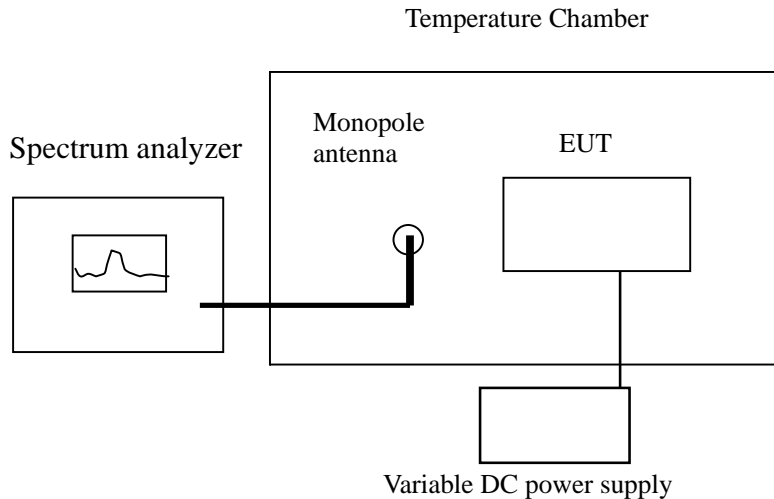 Temperature Chamber
Monopole
antenna
EUT
Spectrum analyzer
Variable DC power supply